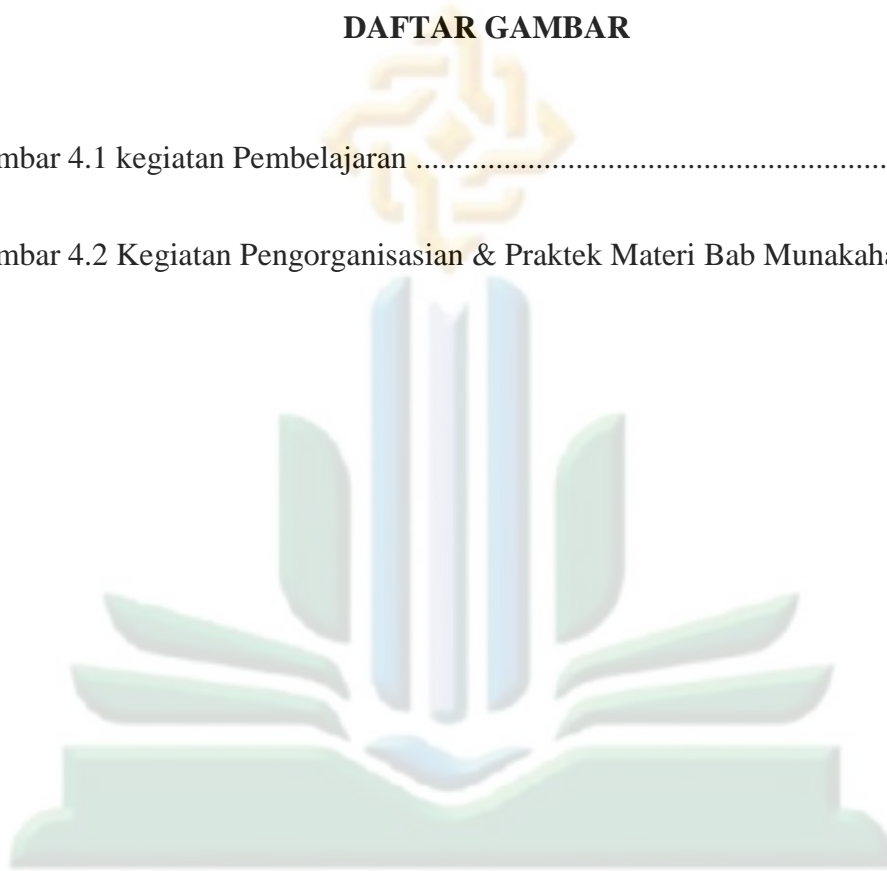 DAFTAR GAMBAR
mbar 4.1 kegiatan Pembelajaran ..................................................................
mbar 4.2 Kegiatan Pengorganisasian & Praktek Materi Bab Munakaha